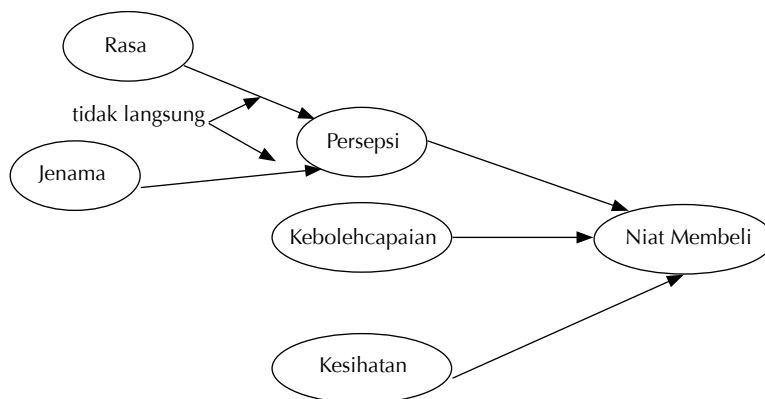 Rasa
tidak langsung
Persepsi
Jenama
Kebolehcapaian
Niat Membeli
Kesihatan